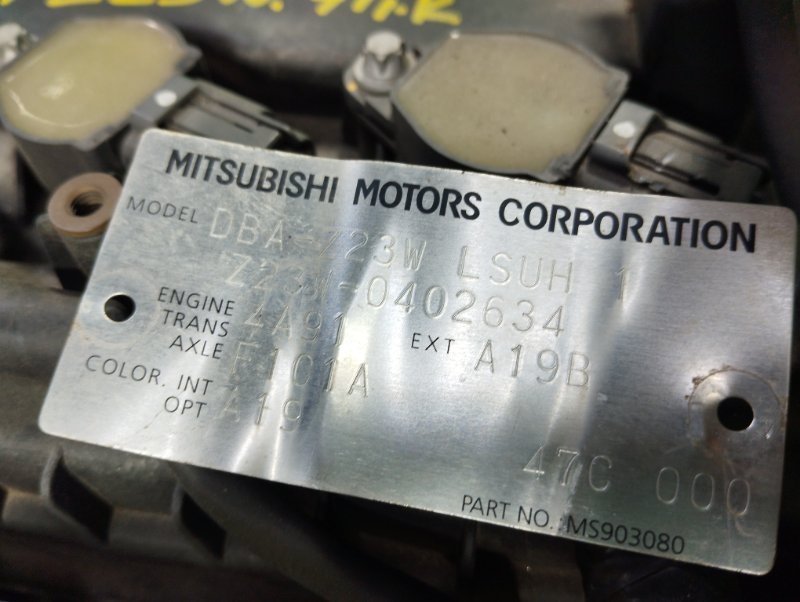 MITSUBISHI MOTORS CORPORATION
MODEL DBA-Z23W LSUH 1
Z23W-0402634
ENGINE 4A91 EXT A19B
TRANS AXLE F1C1A
COLOR. INT A19
OPT
47C 000
PART NO. MS903080